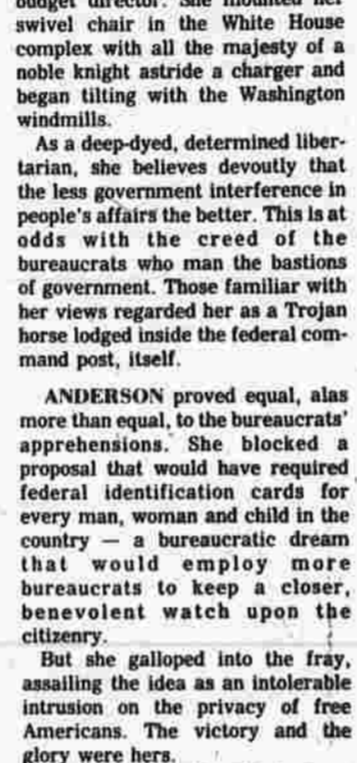 budget director. She mounted her
swivel chair in the White House
complex with all the majesty of a
noble knight astride a charger and
began tilting with the Washington
windmills.
As a deep-dyed, determined liber-
tarian, she believes devoutly that
the less government interference in
people's affairs the better. This is at
odds with the creed of the
bureaucrats who man the bastions
of government. Those familiar with
her views regarded her as a Trojan
horse lodged inside the federal com-
mand post, itself.
ANDERSON proved equal, alas
more than equal, to the bureaucrats'
apprehensions. She blocked a
proposal that would have required
federal identification cards for
every man, woman and child in the
country — a bureaucratic dream
that would employ more
bureaucrats to keep a closer,
benevolent watch upon the
citizenry.
But she galloped into the fray,
assailing the idea as an intolerable
intrusion on the privacy of free
Americans. The victory and the
glory were hers.